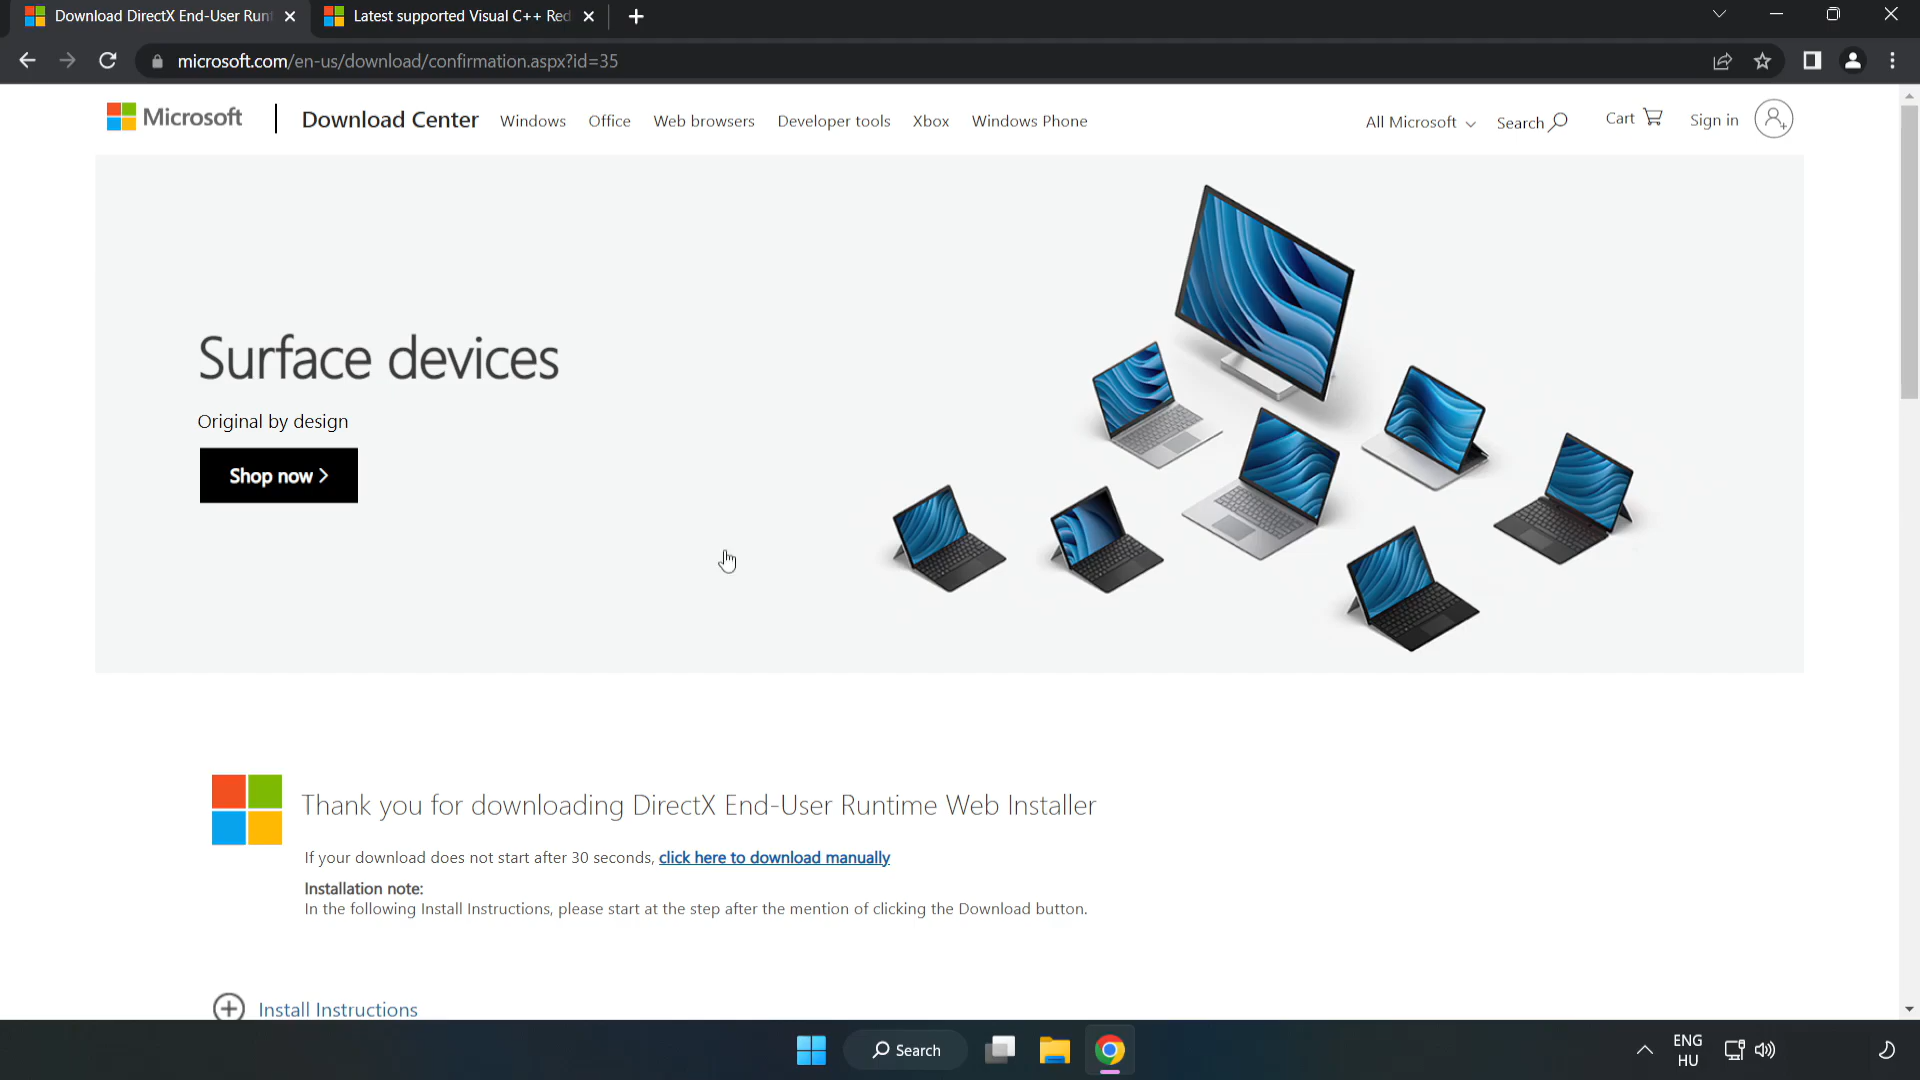 Download DirectX End-User Runt
Latest supported Visual C++ Red
microsoft.com/en-us/download/confirmation.aspx?id=35
Microsoft
Download Center
Windows
Office
Web browsers
Developer tools
Xbox
Windows Phone
All Microsoft
Search
Cart
Sign in
Surface devices
Original by design
Shop now >
Thank you for downloading DirectX End-User Runtime Web Installer
If your download does not start after 30 seconds, click here to download manually
Installation note:
In the following Install Instructions, please start at the step after the mention of clicking the Download button.
Install Instructions
Search
ENG
HU